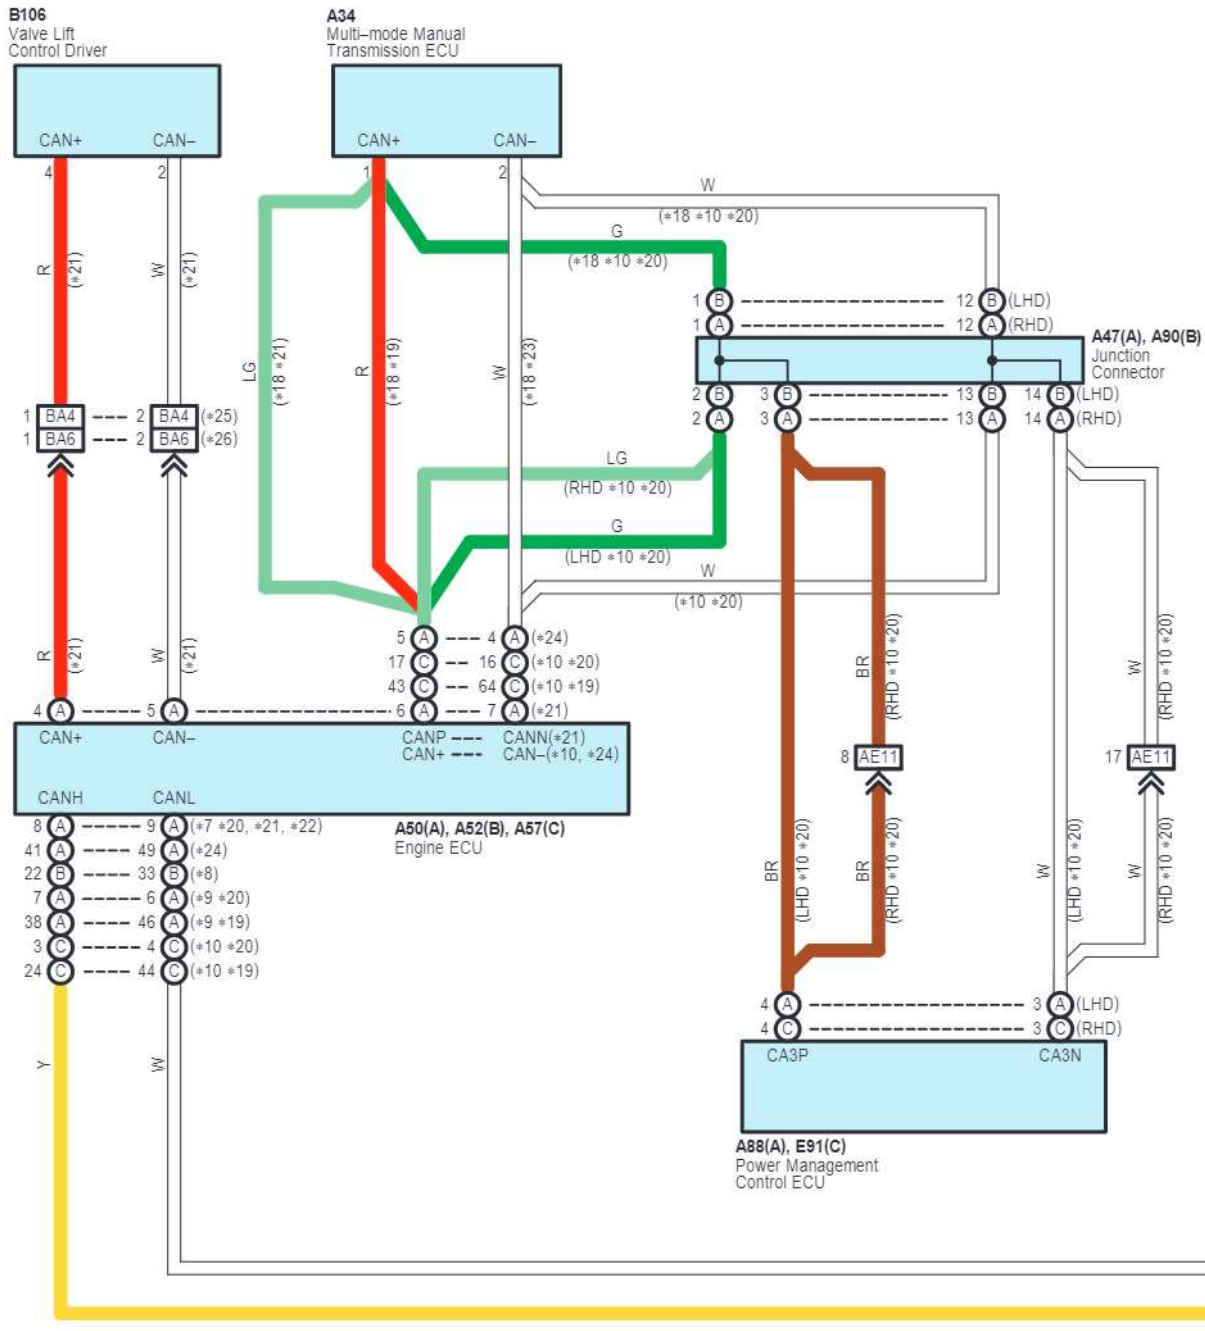 B106
Valve Lift
Control Driver
A34
Multi–mode Manual
Transmission ECU
CAN+ CAN–
CAN+ CAN–
4 2
1 2
W
(∗18 ∗10 ∗20)
G
(∗18 ∗10 ∗20)
R (∗21) W (∗21)
1 B 12 B (LHD)
1 A 12 A (RHD)
A47(A), A90(B)
Junction
Connector
LG (∗18 ∗21) R (∗18 ∗19) W (∗18 ∗23)
2 B 3 B 13 B 14 B (LHD)
2 A 3 A 13 A 14 A (RHD)
1 BA4 2 BA4 (∗25)
1 BA6 2 BA6 (∗26)
LG
(RHD ∗10 ∗20)
G
(LHD ∗10 ∗20)
W
(∗10 ∗20)
R (∗21) W (∗21)
5 A 4 A (∗24)
17 C 16 C (∗10 ∗20)
43 C 64 C (∗10 ∗19)
4 A 5 A 6 A 7 A (∗21)
BR (RHD ∗10 ∗20) W (RHD ∗10 ∗20)
CAN+ CAN– CANP CANN(∗21)
CAN+ CAN–(∗10, ∗24)
8 AE11 17 AE11
CANH CANL
A50(A), A52(B), A57(C)
Engine ECU
8 A 9 A (∗7 ∗20, ∗21, ∗22)
41 A 49 A (∗24)
22 B 33 B (∗8)
7 A 6 A (∗9 ∗20)
38 A 46 A (∗9 ∗19)
3 C 4 C (∗10 ∗20)
24 C 44 C (∗10 ∗19)
BR (LHD ∗10 ∗20) BR (RHD ∗10 ∗20) W (LHD ∗10 ∗20) W (RHD ∗10 ∗20)
4 A 3 A (LHD)
4 C 3 C (RHD)
CA3P CA3N
Y W
A88(A), E91(C)
Power Management
Control ECU